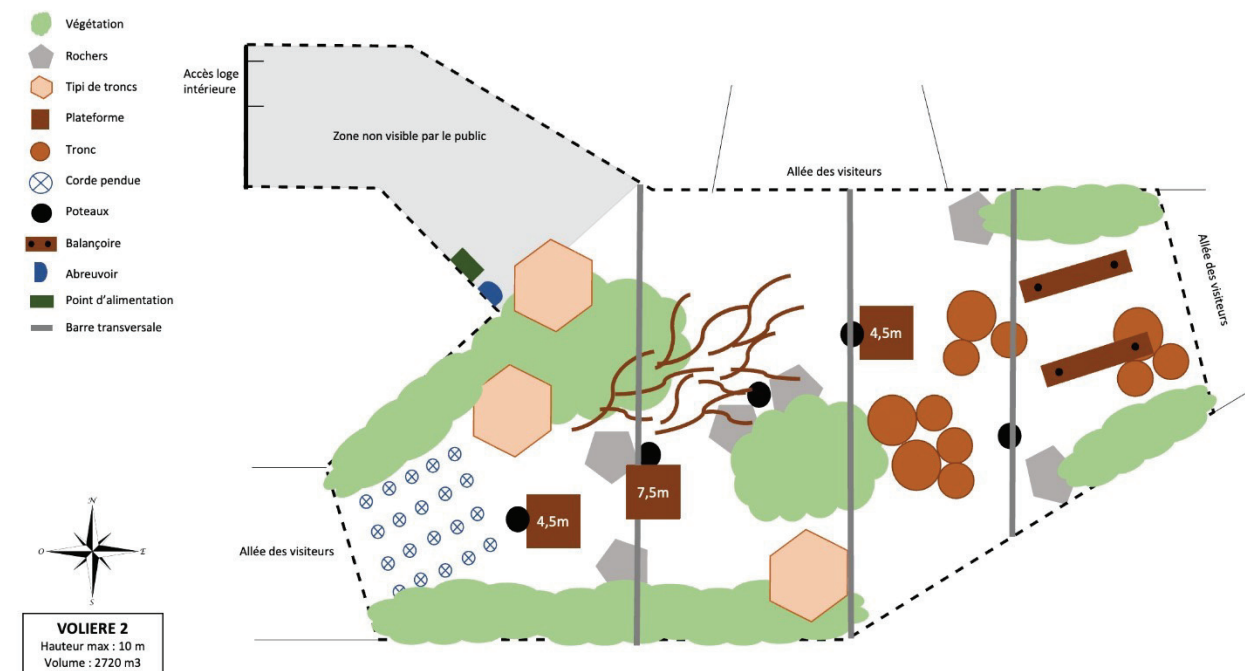 Végétation
Rochers
Tipi de troncs
Plateforme
Tronc
Corde pendue
Poteaux
Balançoire
Abreuvoir
Point d'alimentation
Barre transversale
Accès loge
intérieure
Zone non visible par le public
Allée des visiteurs
Allée des visiteurs
4,5m
7,5m
4,5m
Allée des visiteurs
N
O
E
S
VOLIERE 2
Hauteur max : 10 m
Volume : 2720 m3